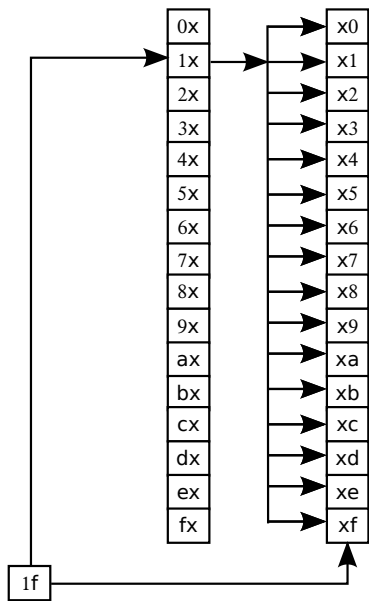 0x x0
1x x1
2x x2
3x x3
4x x4
5x x5
6x x6
7x x7
8x x8
9x x9
ax xa
bx xb
cx xc
dx xd
ex xe
fx xf
1f